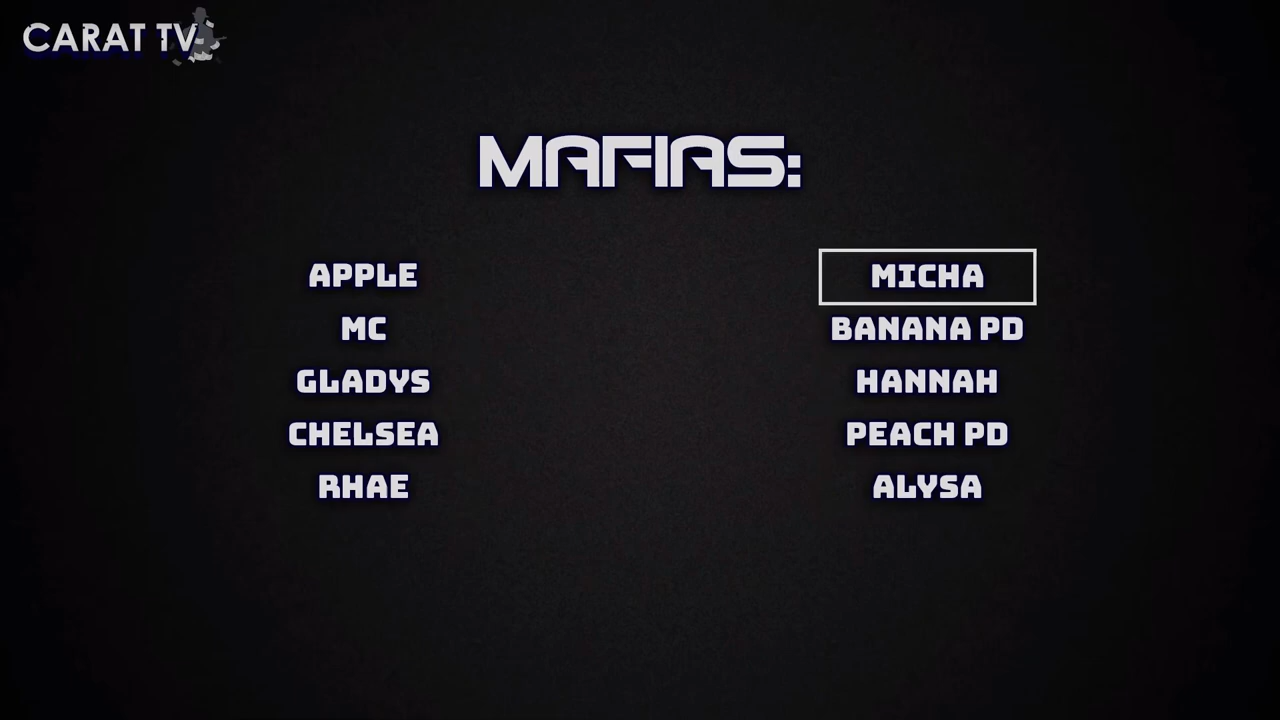 CARAT TV
MAFIAS:
APPLE
MC
GLADYS
CHELSEA
RHAE
MICHA
BANANA PD
HANNAH
PEACH PD
ALYSA